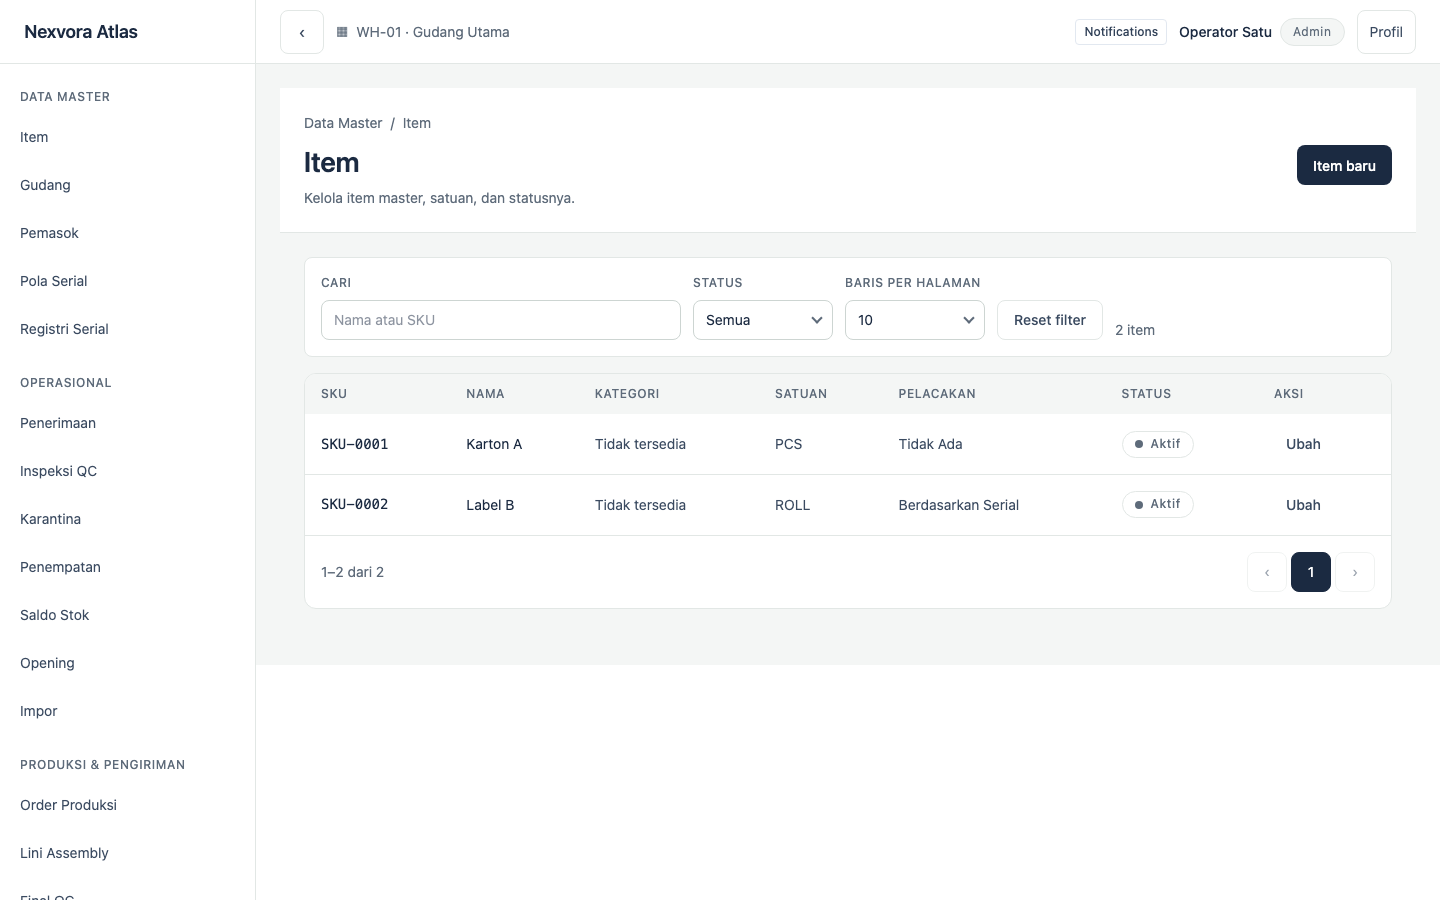 Nexvora Atlas
‹
WH-01 · Gudang Utama
Notifications
Operator Satu
Admin
Profil
DATA MASTER
Item
Gudang
Pemasok
Pola Serial
Registri Serial
OPERASIONAL
Penerimaan
Inspeksi QC
Karantina
Penempatan
Saldo Stok
Opening
Impor
PRODUKSI & PENGIRIMAN
Order Produksi
Lini Assembly
Final QC
Data Master / Item
Item
Kelola item master, satuan, dan statusnya.
Item baru
CARI
Nama atau SKU
STATUS
Semua
BARIS PER HALAMAN
10
Reset filter
2 item
SKU NAMA KATEGORI SATUAN PELACAKAN STATUS AKSI
SKU-0001 Karton A Tidak tersedia PCS Tidak Ada Aktif Ubah
SKU-0002 Label B Tidak tersedia ROLL Berdasarkan Serial Aktif Ubah
1–2 dari 2
‹ 1 ›